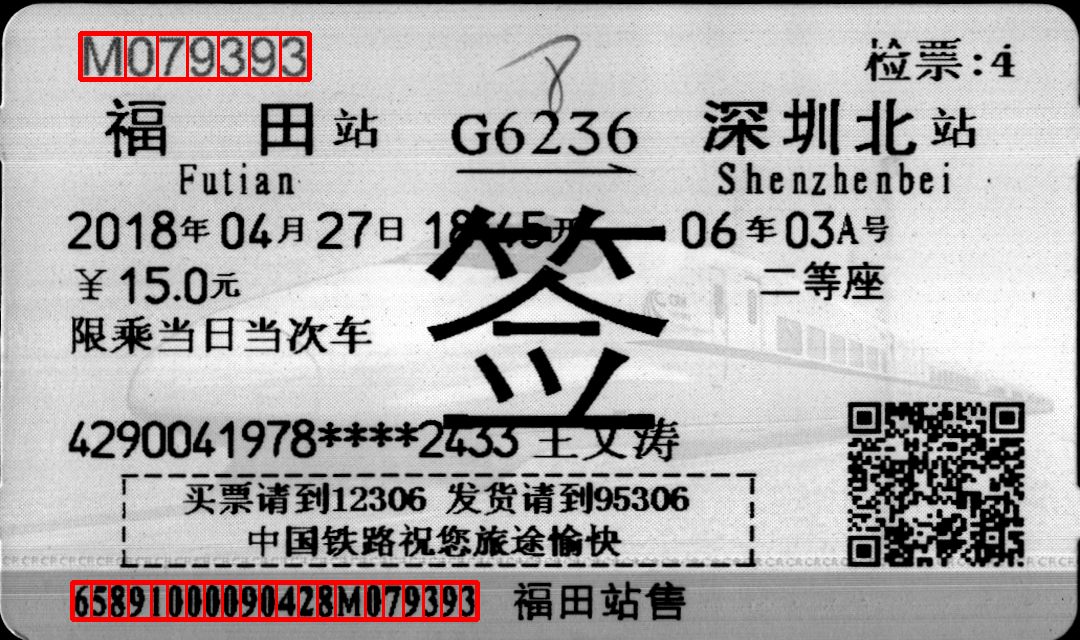 M079393
检票:4
福田站 G6236 深圳北站
Futian Shenzhenbei
2018年04月27日 18:45开 06车03A号
¥15.0元 二等座
限乘当日当次车
签
4290041978****2433 王文涛
买票请到12306 发货请到95306
中国铁路祝您旅途愉快
65891000090428M079393 福田站售